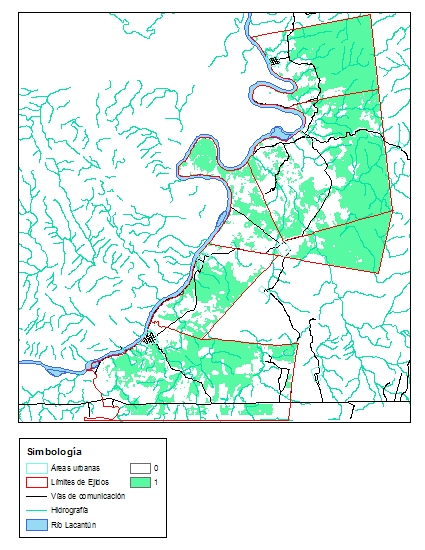 Simbología
Áreas urbanas
Límites de Ejidos
Vías de comunicación
Hidrografía
Río Lacantún
0
1